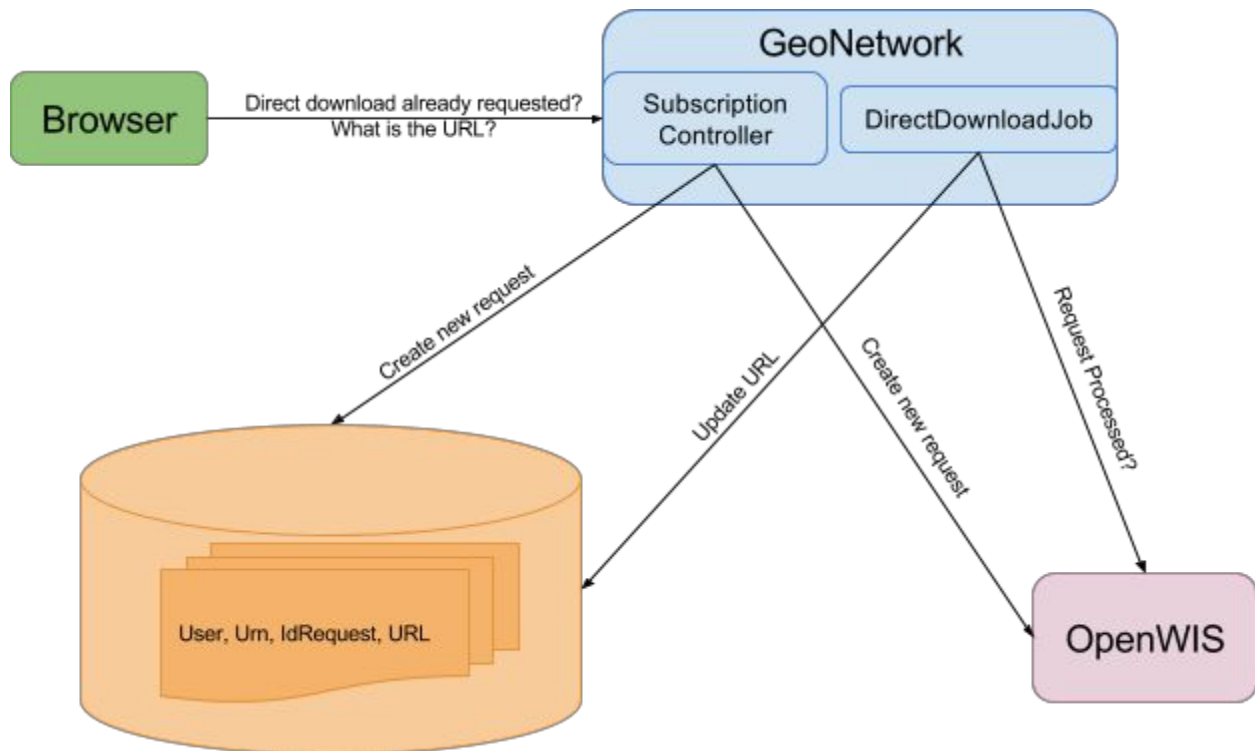 GeoNetwork
Browser
Direct download already requested?
What is the URL?
Subscription
Controller
DirectDownloadJob
Create new request
Update URL
Create new request
Request Processed?
User, Urn, IdRequest, URL
OpenWIS